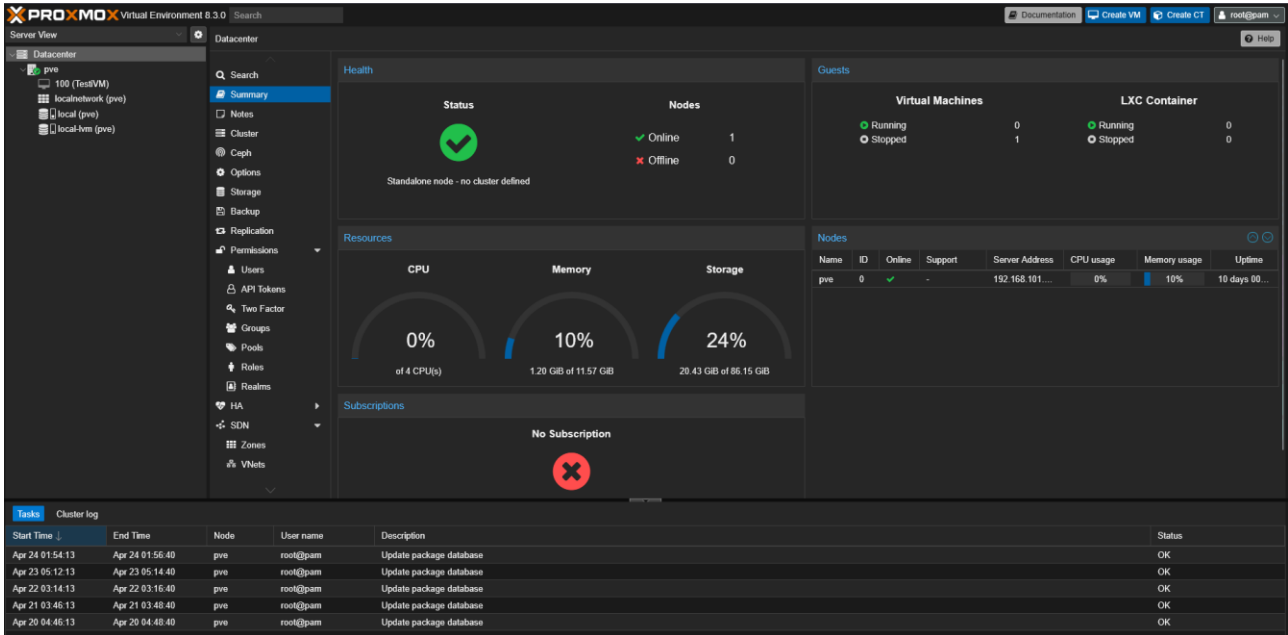 PROXMOX Virtual Environment 8.3.0 Search Documentation Create VM Create CT root@pam
Server View
Datacenter
pve
100 (TestiVM)
localnetwork (pve)
local (pve)
local-lvm (pve)
Datacenter Help
Search
Summary
Notes
Cluster
Ceph
Options
Storage
Backup
Replication
Permissions
Users
API Tokens
Two Factor
Groups
Pools
Roles
Realms
HA
SDN
Zones
VNets
Health
Status Nodes
Online 1
Offline 0
Standalone node - no cluster defined
Guests
Virtual Machines LXC Container
Running 0 Running 0
Stopped 1 Stopped 0
Resources
CPU Memory Storage
0% 10% 24%
of 4 CPU(s) 1.20 GiB of 11.57 GiB 20.43 GiB of 86.15 GiB
Nodes
Name ID Online Support Server Address CPU usage Memory usage Uptime
pve 0 - 192.168.101.... 0% 10% 10 days 00...
Subscriptions
No Subscription
Tasks Cluster log
Start Time ↓ End Time Node User name Description Status
Apr 24 01:54:13 Apr 24 01:56:40 pve root@pam Update package database OK
Apr 23 05:12:13 Apr 23 05:14:40 pve root@pam Update package database OK
Apr 22 03:14:13 Apr 22 03:16:40 pve root@pam Update package database OK
Apr 21 03:46:13 Apr 21 03:48:40 pve root@pam Update package database OK
Apr 20 04:46:13 Apr 20 04:48:40 pve root@pam Update package database OK